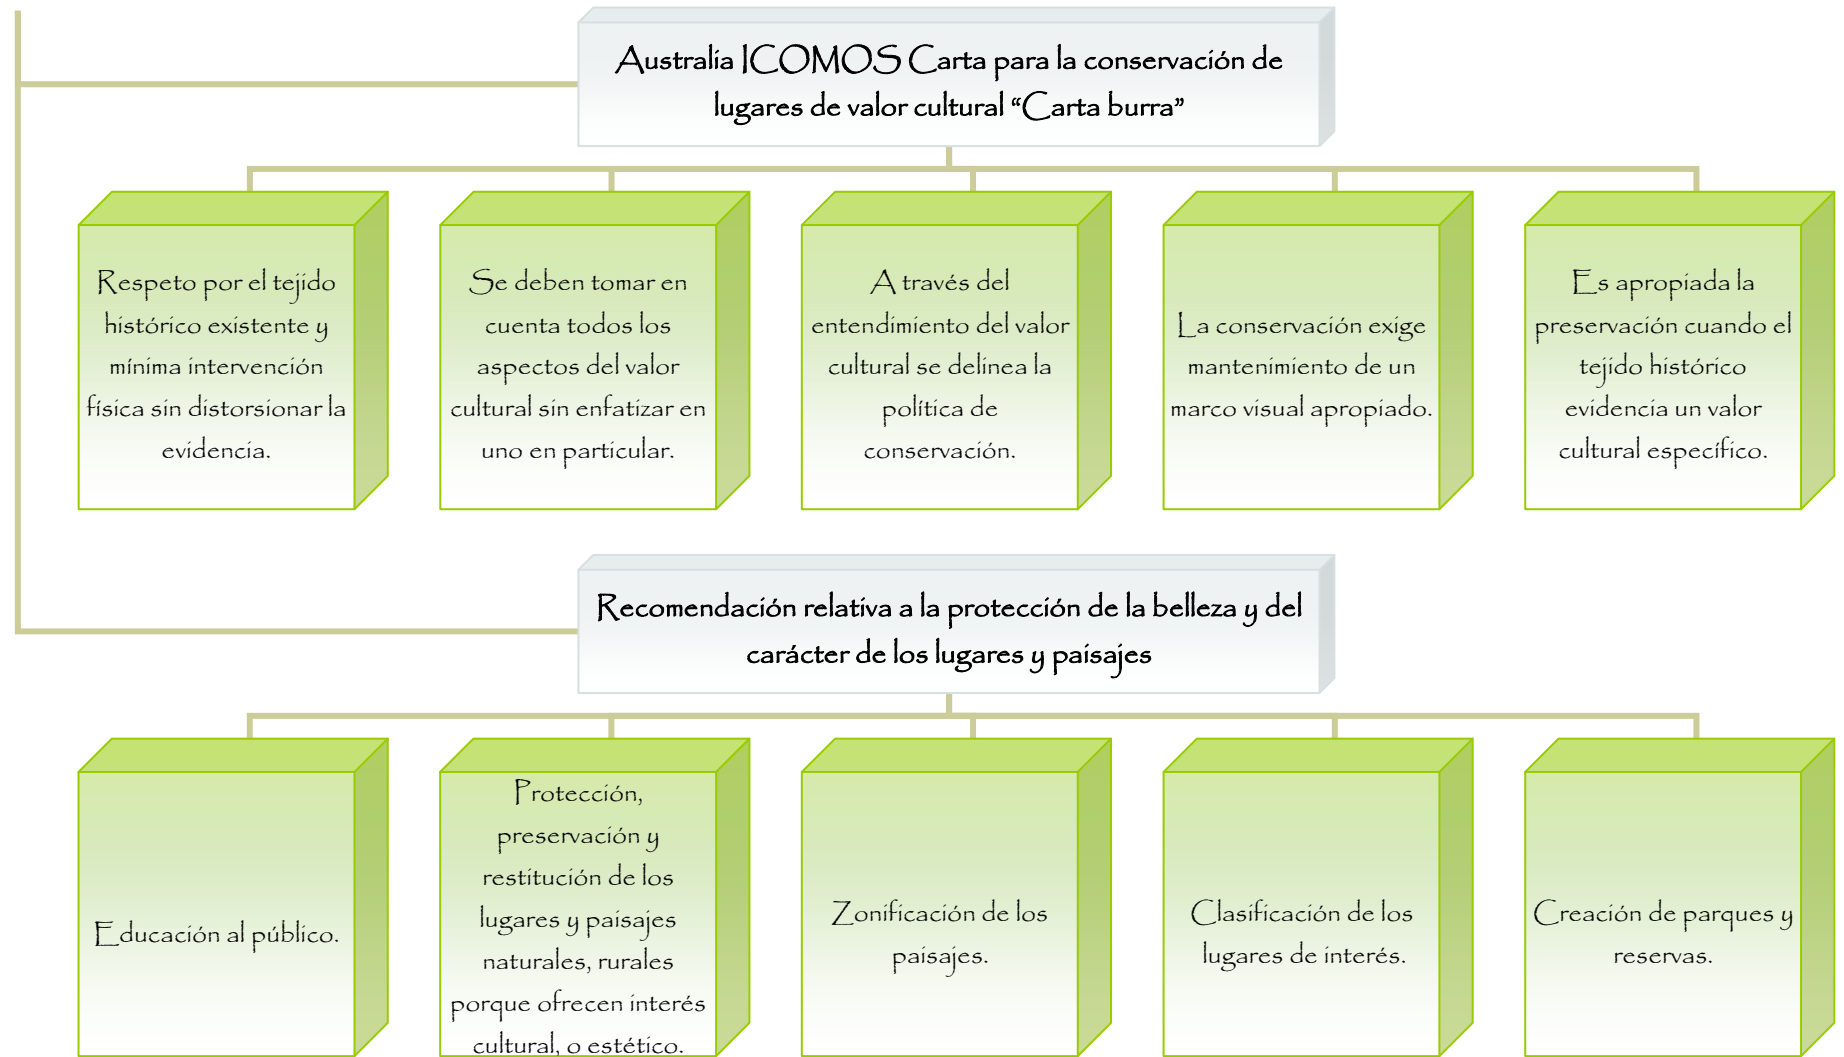 Australia ICOMOS Carta para la conservación de
lugares de valor cultural “Carta burra”
Respeto por el tejido
histórico existente y
mínima intervención
física sin distorsionar la
evidencia.
Se deben tomar en
cuenta todos los
aspectos del valor
cultural sin enfatizar en
uno en particular.
A través del
entendimiento del valor
cultural se delinea la
política de
conservación.
La conservación exige
mantenimiento de un
marco visual apropiado.
Es apropiada la
preservación cuando el
tejido histórico
evidencia un valor
cultural específico.
Recomendación relativa a la protección de la belleza y del
carácter de los lugares y paisajes
Educación al público.
Protección,
preservación y
restitución de los
lugares y paisajes
naturales, rurales
porque ofrecen interés
cultural, o estético.
Zonificación de los
paisajes.
Clasificación de los
lugares de interés.
Creación de parques y
reservas.